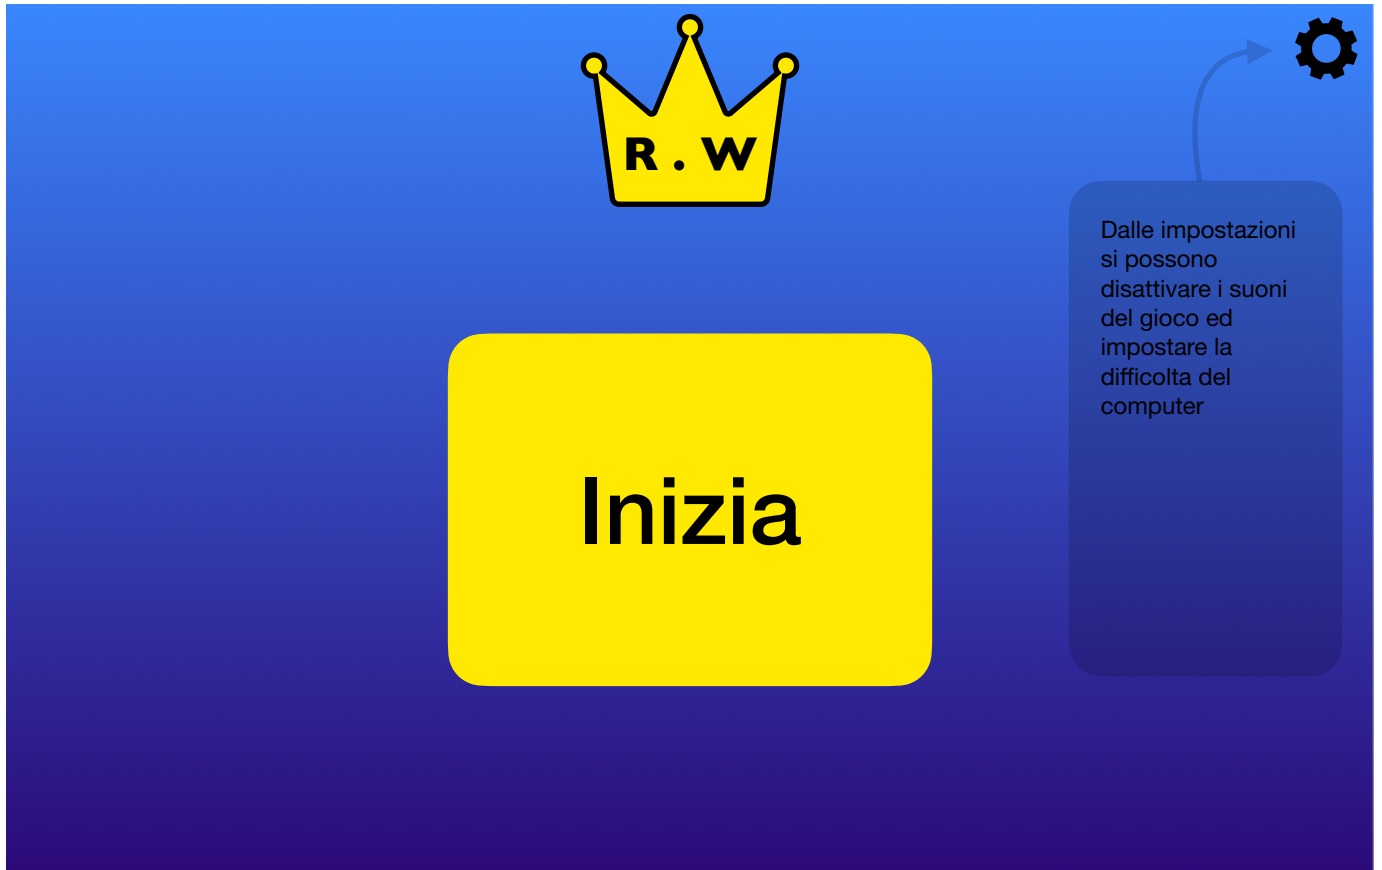 R . W
Dalle impostazioni
si possono
disattivare i suoni
del gioco ed
impostare la
difficolta del
computer
Inizia